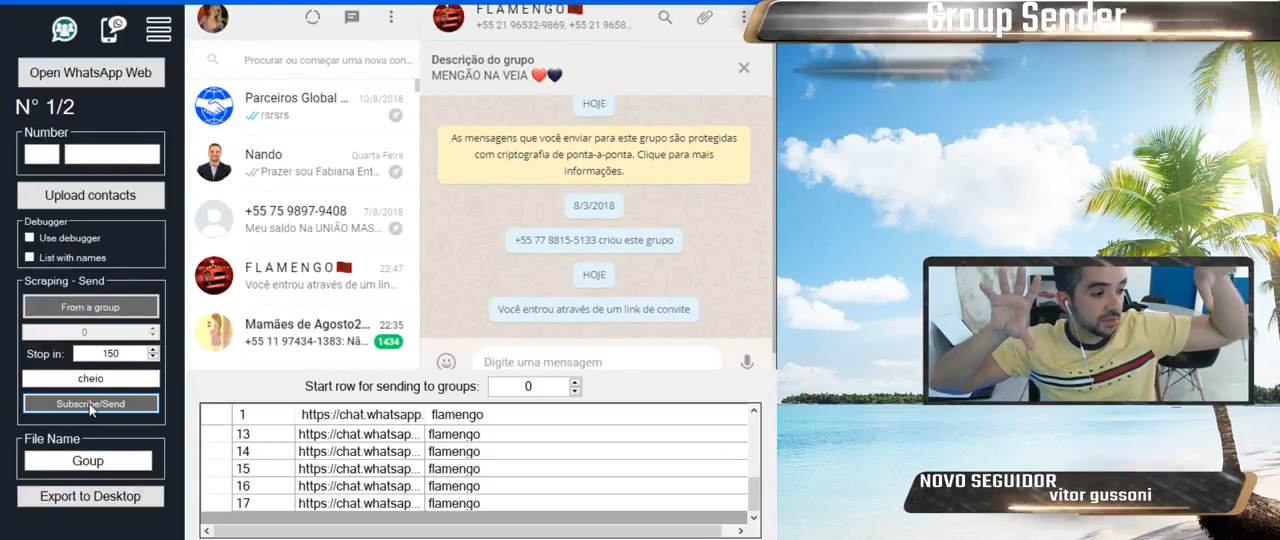 Open WhatsApp Web
N° 1/2
Number
Upload contacts
Debugger
Use debugger
List with names
Scraping - Send
From a group
0
Stop in: 150
cheio
Subscribe/Send
File Name
Goup
Export to Desktop
Procurar ou começar uma nova con...
Parceiros Global ... 10/8/2018
rsrsrs
Nando Quarta-Feira
Prazer sou Fabiana Ent...
+55 75 9897-9408 7/8/2018
Meu saldo Na UNIÃO MAS...
F L A M E N G O 22:47
Você entrou através de um lin...
Mamães de Agosto2... 22:35
+55 11 97434-1383: Nã... 1434
F L A M E N G O
+55 21 96532-9869, +55 21 9658...
Descrição do grupo
MENGÃO NA VEIA ❤️🖤
HOJE
As mensagens que você enviar para este grupo são protegidas
com criptografia de ponta-a-ponta. Clique para mais
informações.
8/3/2018
+55 77 8815-5133 criou este grupo
HOJE
Você entrou através de um link de convite
Digite uma mensagem
Start row for sending to groups: 0
1 https://chat.whatsapp. flamengo
13 https://chat.whatsap... flamengo
14 https://chat.whatsap... flamengo
15 https://chat.whatsap... flamengo
16 https://chat.whatsap... flamengo
17 https://chat.whatsap... flamengo
Group Sender
NOVO SEGUIDOR
vitor gussoni